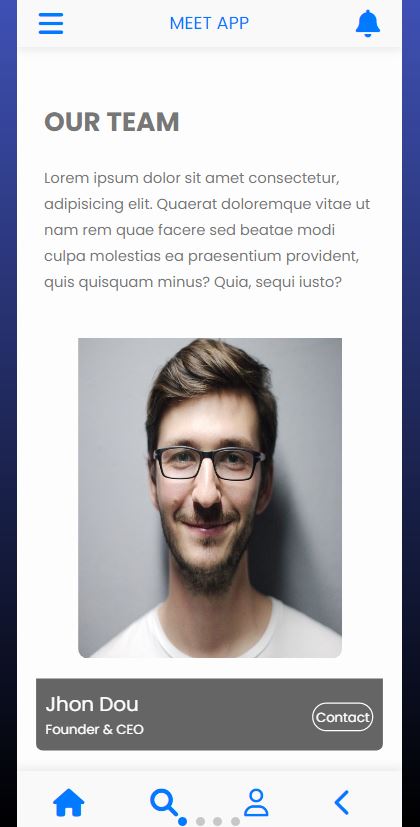 MEET APP
OUR TEAM
Lorem ipsum dolor sit amet consectetur,
adipisicing elit. Quaerat doloremque vitae ut
nam rem quae facere sed beatae modi
culpa molestias ea praesentium provident,
quis quisquam minus? Quia, sequi iusto?
Jhon Dou
Founder & CEO
Contact